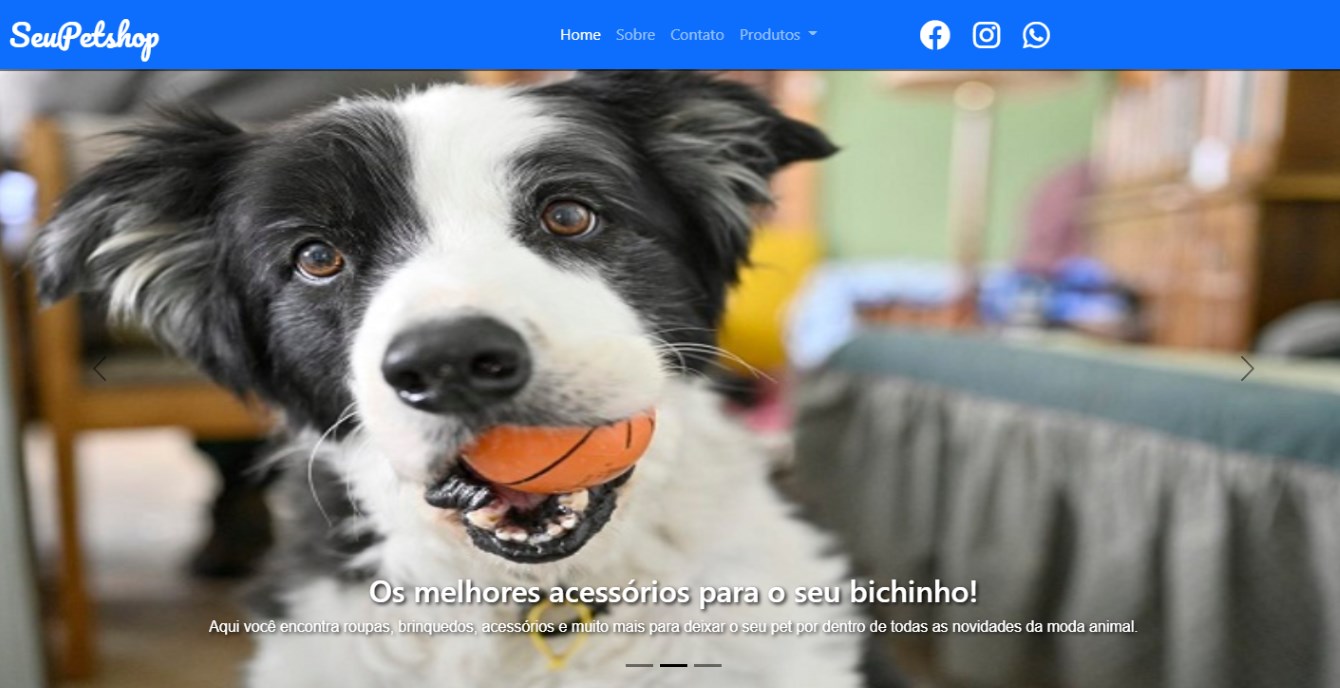 SeuPetshop
Home Sobre Contato Produtos
Os melhores acessórios para o seu bichinho!
Aqui você encontra roupas, brinquedos, acessórios e muito mais para deixar o seu pet por dentro de todas as novidades da moda animal.